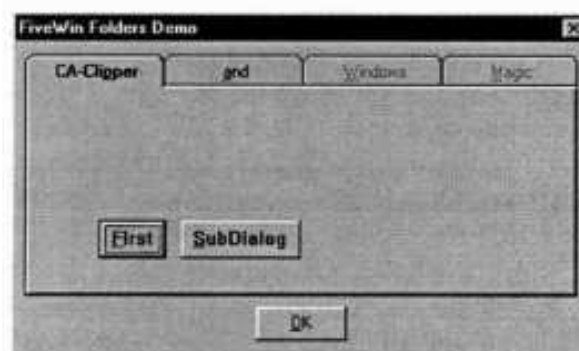 FiveWin Folders Demo
CA-Clipper and Windows Magic
First SubDialog
OK